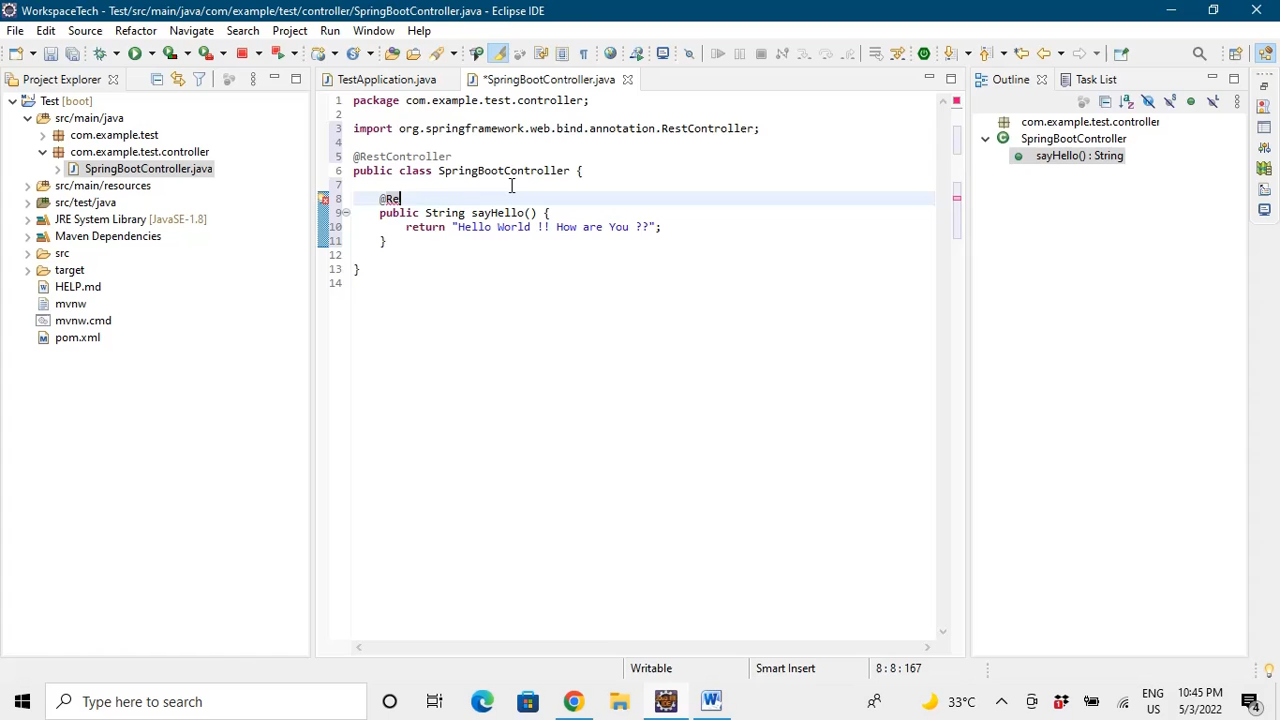 WorkspaceTech - Test/src/main/java/com/example/test/controller/SpringBootController.java - Eclipse IDE
File Edit Source Refactor Navigate Search Project Run Window Help
Project Explorer
TestApplication.java
*SpringBootController.java
Outline
Task List
Test [boot]
src/main/java
com.example.test
com.example.test.controller
SpringBootController.java
src/main/resources
src/test/java
JRE System Library [JavaSE-1.8]
Maven Dependencies
src
target
HELP.md
mvnw
mvnw.cmd
pom.xml
1 package com.example.test.controller;
2
3 import org.springframework.web.bind.annotation.RestController;
4
5 @RestController
6 public class SpringBootController {
7
8 @Re
9 public String sayHello() {
10 return "Hello World !! How are You ??";
11 }
12
13 }
14
com.example.test.controller
SpringBootController
sayHello() : String
Writable
Smart Insert
8 : 8 : 167
Type here to search
33°C
ENG
US
10:45 PM
5/3/2022
4